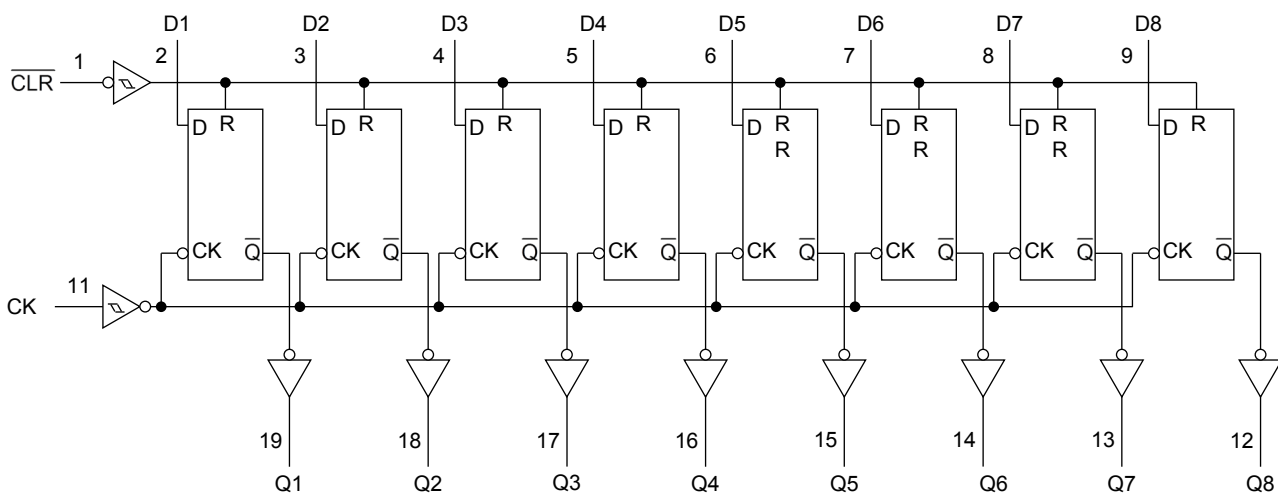 D1 D2 D3 D4 D5 D6 D7 D8
1 2 3 4 5 6 7 8 9
CLR
D R D R D R D R D R D R D R D R
R R R
CK Q CK Q CK Q CK Q CK Q CK Q CK Q CK Q
11
CK
19 18 17 16 15 14 13 12
Q1 Q2 Q3 Q4 Q5 Q6 Q7 Q8